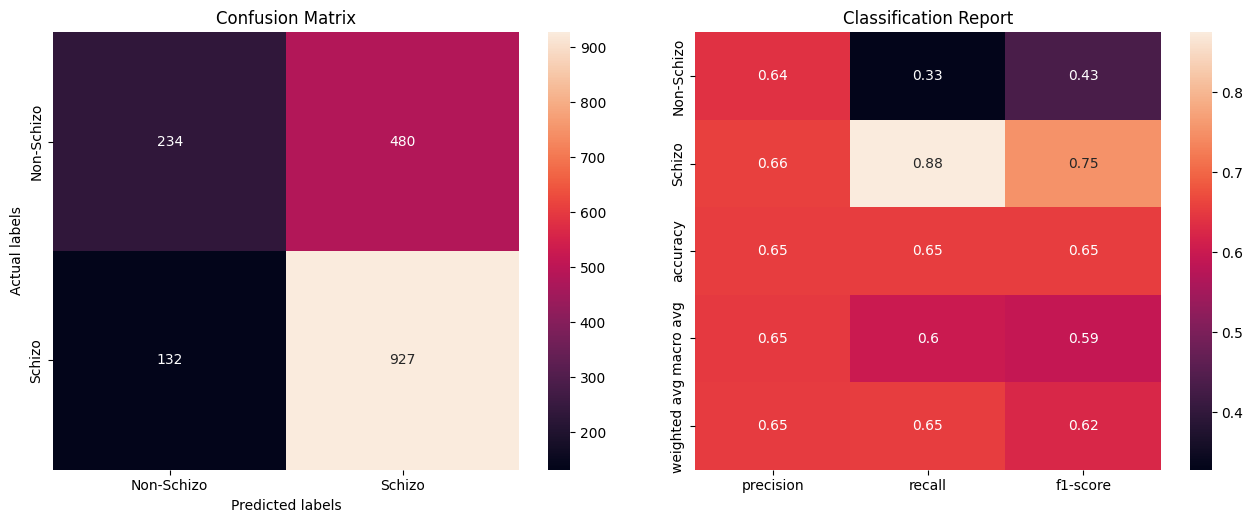 Confusion Matrix
Actual labels
Non-Schizo
Schizo
234
480
132
927
Non-Schizo
Schizo
Predicted labels
900
800
700
600
500
400
300
200
Classification Report
Non-Schizo
Schizo
accuracy
macro avg
weighted avg
0.64
0.33
0.43
0.66
0.88
0.75
0.65
0.65
0.65
0.65
0.6
0.59
0.65
0.65
0.62
precision
recall
f1-score
0.8
0.7
0.6
0.5
0.4